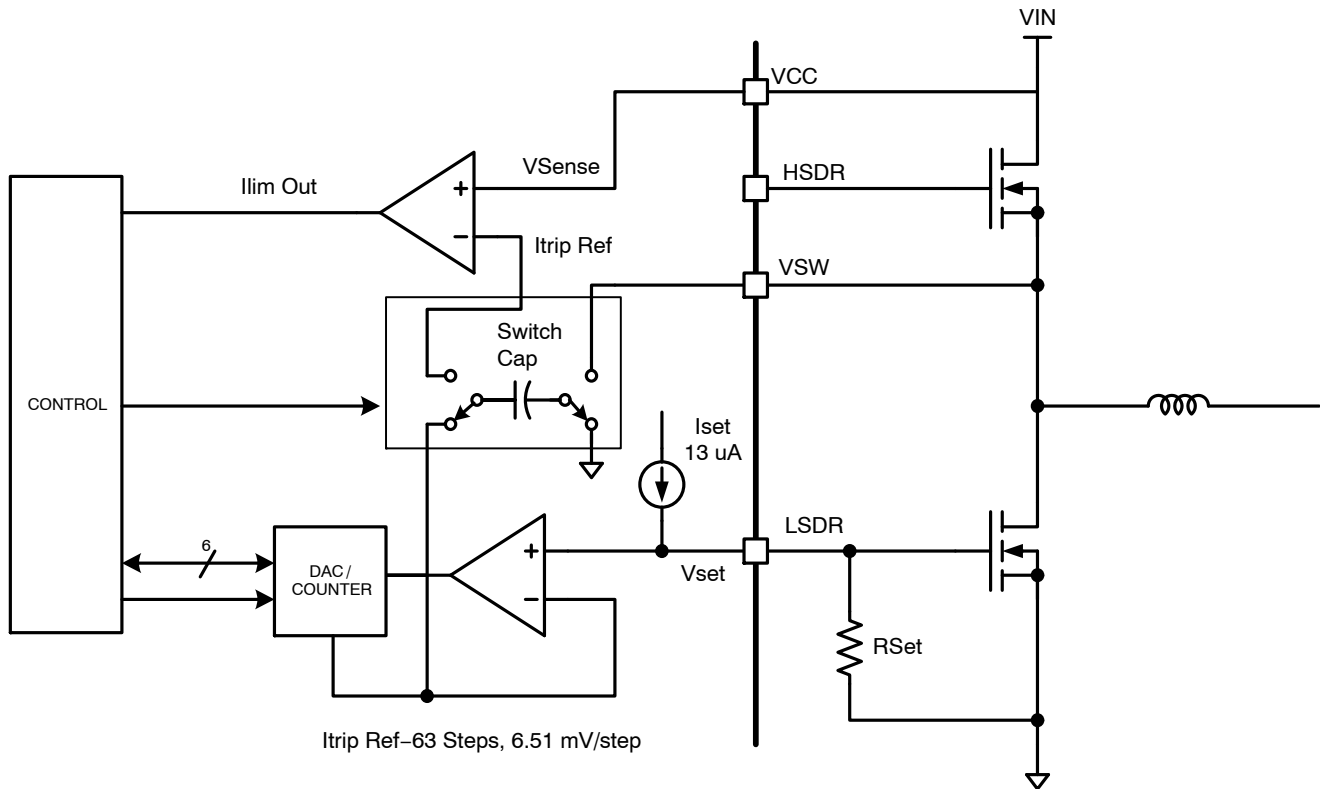 VIN
VCC
VSense
HSDR
Ilim Out
+
−
Itrip Ref
VSW
Switch
Cap
CONTROL
Iset
13 uA
LSDR
6
+
DAC /
COUNTER
Vset
−
RSet
Itrip Ref−63 Steps, 6.51 mV/step